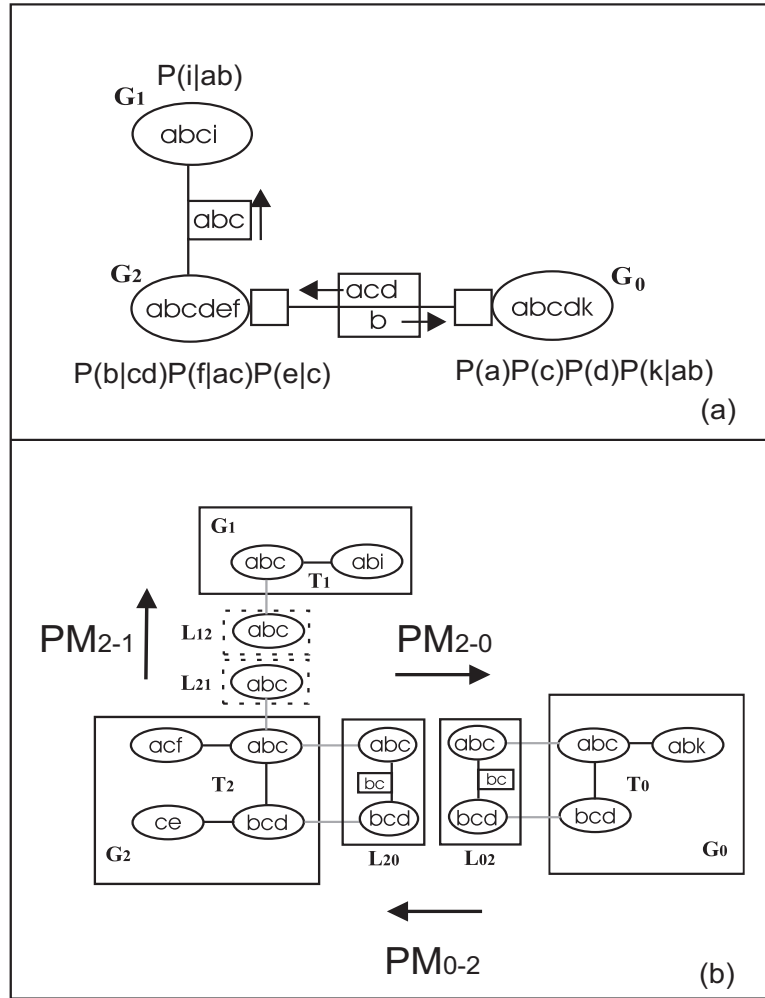 P(i|ab)
G1
abci
abc
G2
G0
abcdef
acd
b
abcdk
P(b|cd)P(f|ac)P(e|c)
P(a)P(c)P(d)P(k|ab)
(a)
G1
abc
abi
T1
PM2-1
L12
abc
PM2-0
L21
abc
acf
abc
abc
abc
abc
abk
T2
bc
bc
T0
ce
bcd
bcd
bcd
bcd
G2
L20
L02
G0
PM0-2
(b)